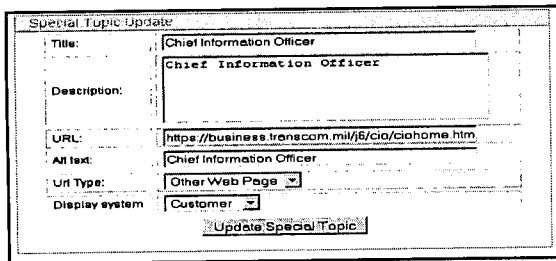 Special Topic Update
Title: Chief Information Officer
Description: Chief Information Officer
URL: https://business.transcom.mil/j6/cio/ciohome.htm
Alt text: Chief Information Officer
Url Type: Other Web Page
Display system Customer
Update Special Topic